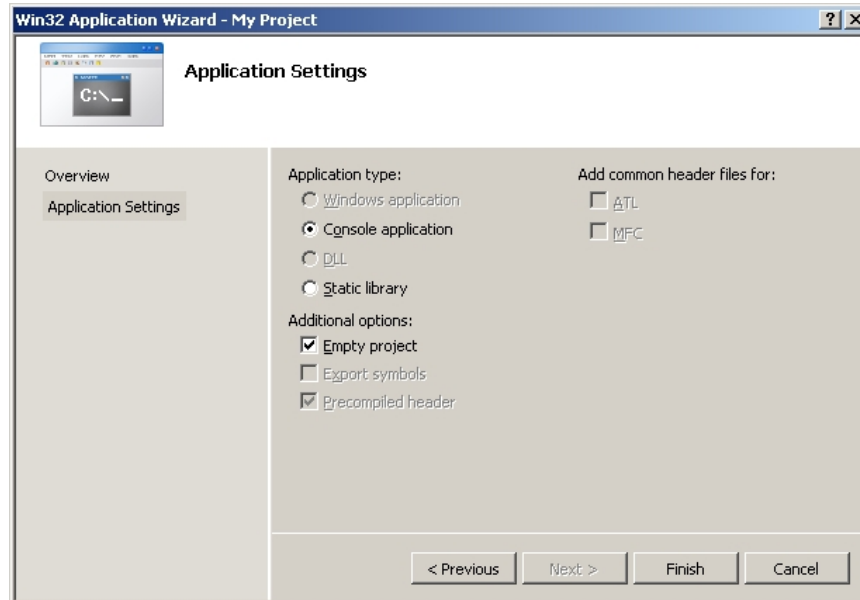 Win32 Application Wizard - My Project
C:\_
Application Settings
Overview
Application Settings
Application type:
Windows application
Console application
DLL
Static library
Additional options:
Empty project
Export symbols
Precompiled header
Add common header files for:
ATL
MFC
< Previous
Next >
Finish
Cancel